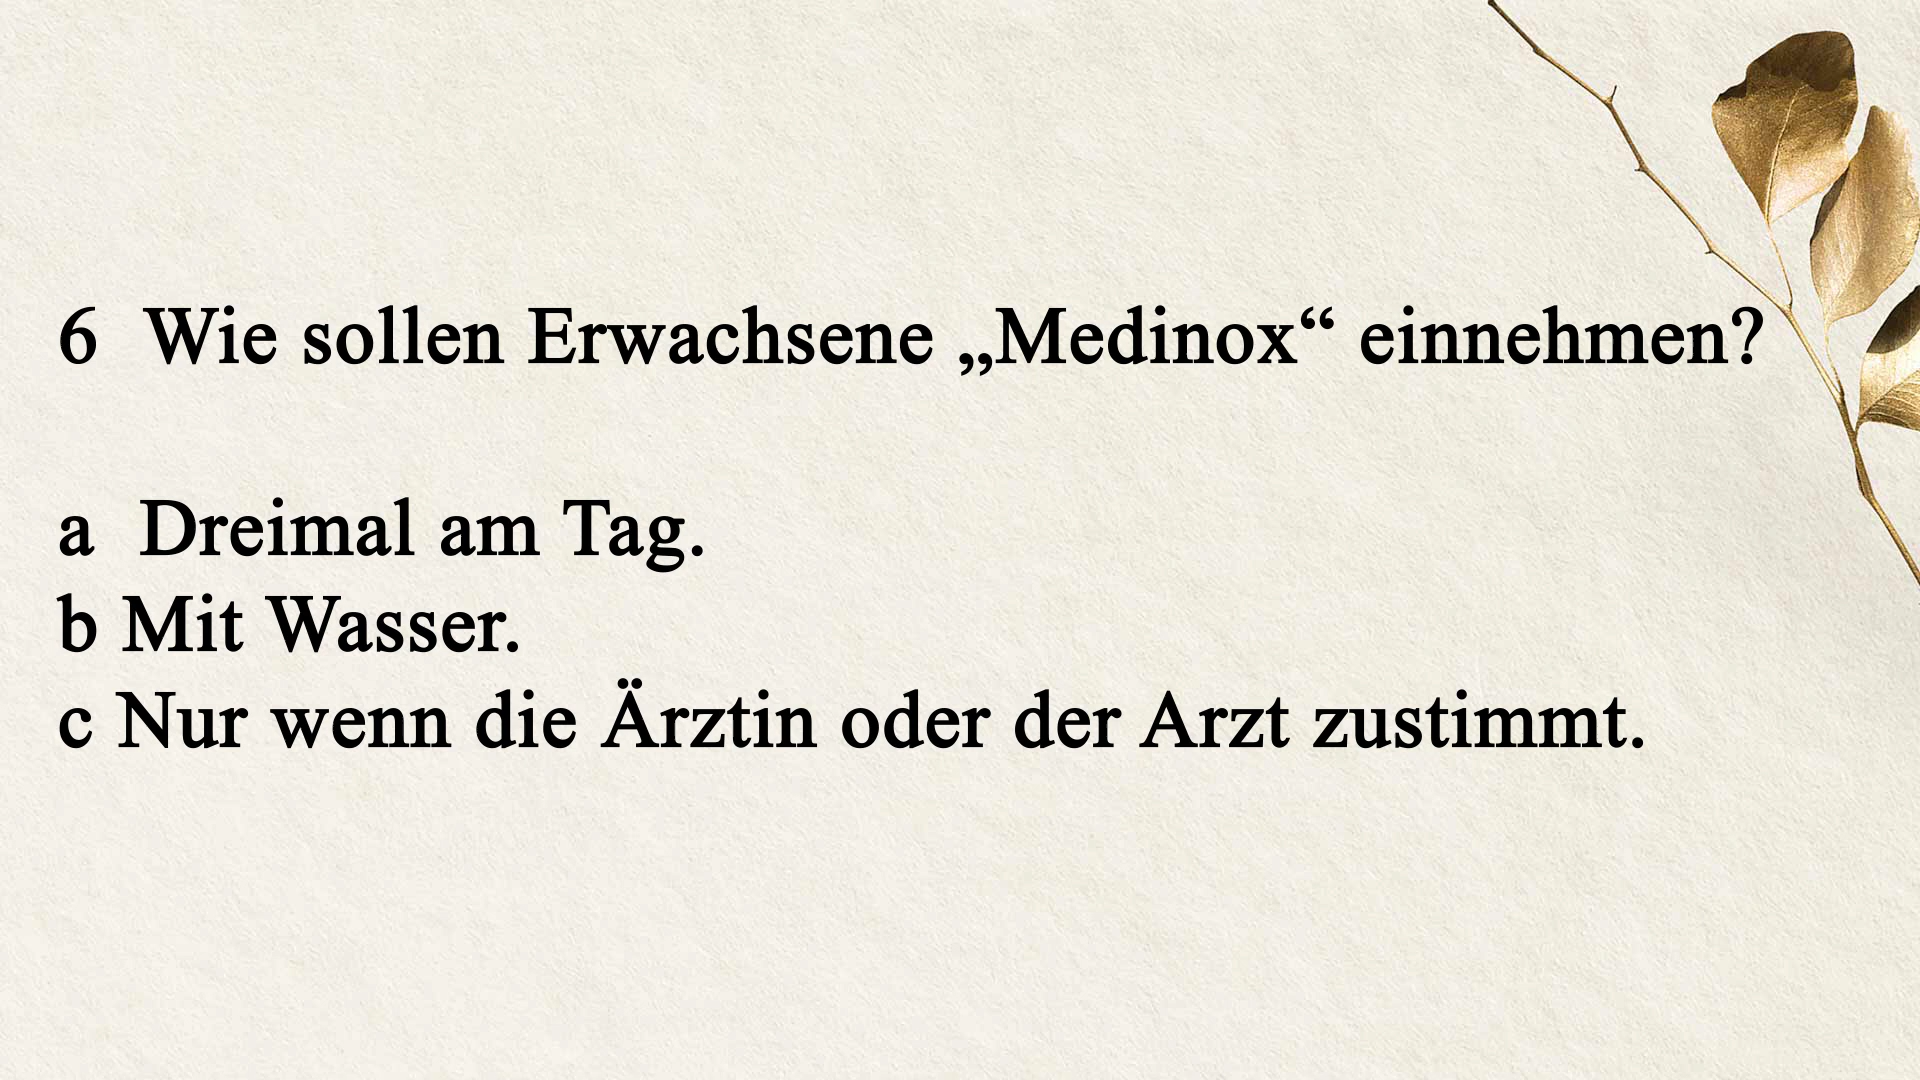 6 Wie sollen Erwachsene „Medinox“ einnehmen?
a Dreimal am Tag.
b Mit Wasser.
c Nur wenn die Ärztin oder der Arzt zustimmt.